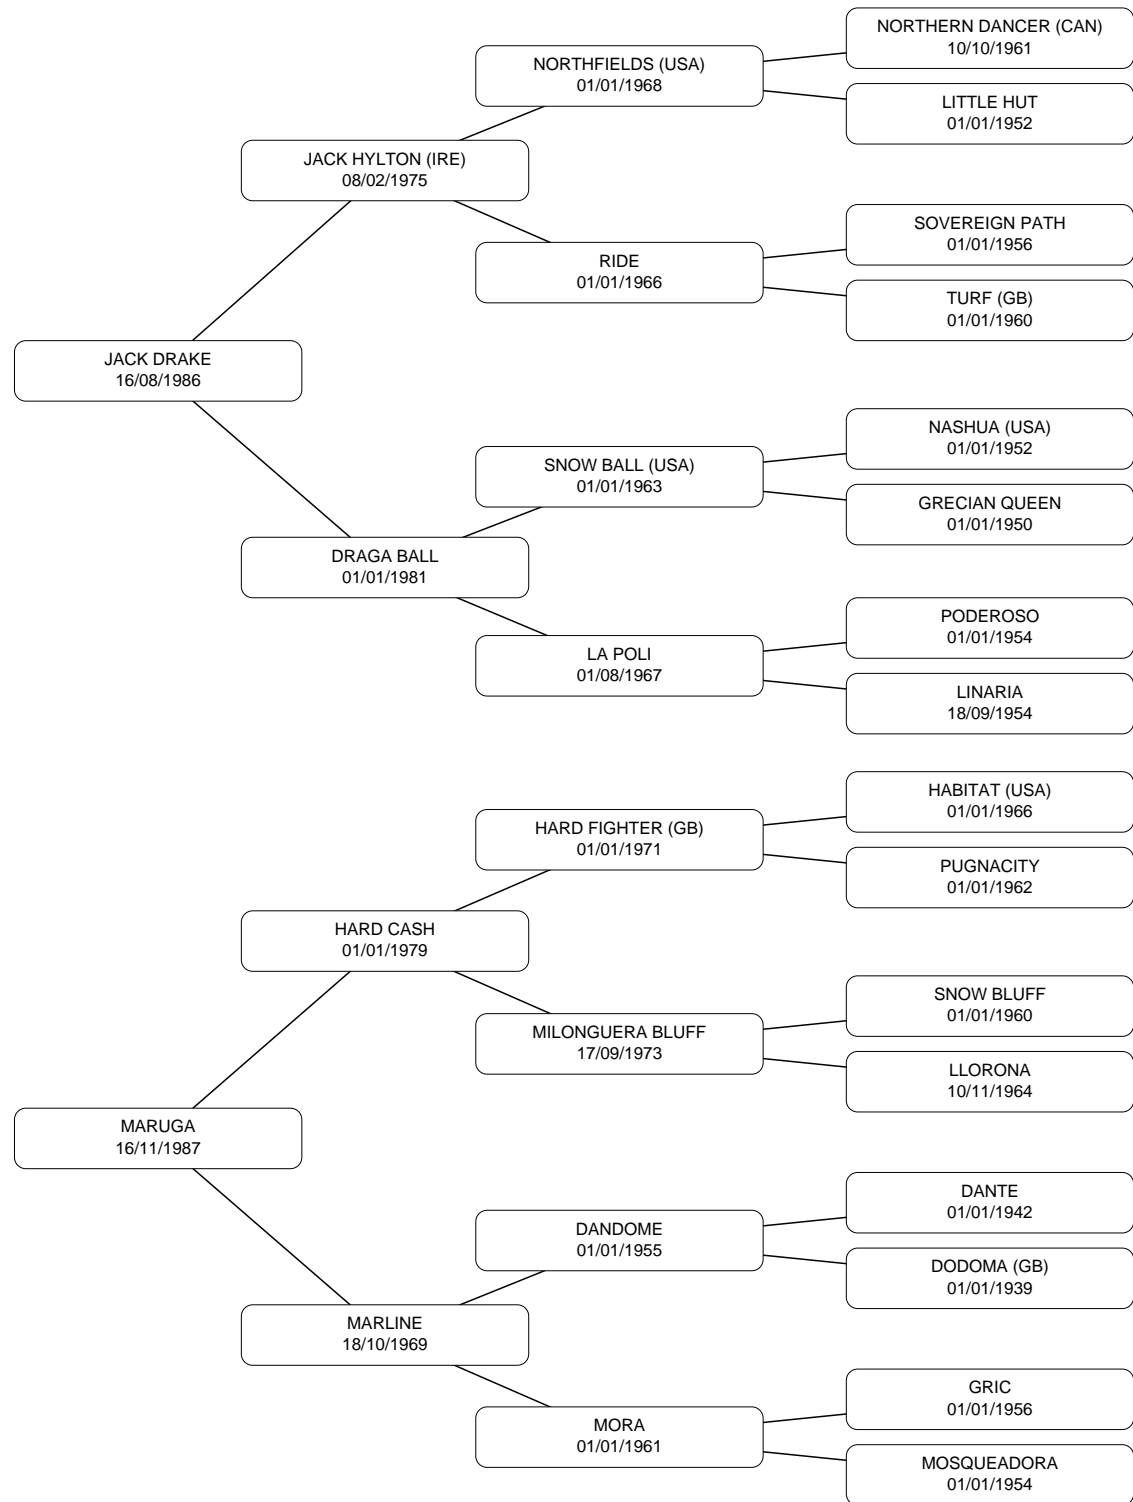 NORTHERN DANCER (CAN)
10/10/1961
NORTHFIELDS (USA)
01/01/1968
LITTLE HUT
01/01/1952
JACK HYLTON (IRE)
08/02/1975
SOVEREIGN PATH
01/01/1956
RIDE
01/01/1966
TURF (GB)
01/01/1960
JACK DRAKE
16/08/1986
NASHUA (USA)
01/01/1952
SNOW BALL (USA)
01/01/1963
GRECIAN QUEEN
01/01/1950
DRAGA BALL
01/01/1981
PODEROSO
01/01/1954
LA POLI
01/08/1967
LINARIA
18/09/1954
HABITAT (USA)
01/01/1966
HARD FIGHTER (GB)
01/01/1971
PUGNACITY
01/01/1962
HARD CASH
01/01/1979
SNOW BLUFF
01/01/1960
MILONGUERA BLUFF
17/09/1973
LLORONA
10/11/1964
MARUGA
16/11/1987
DANTE
01/01/1942
DANDOME
01/01/1955
DODOMA (GB)
01/01/1939
MARLINE
18/10/1969
GRIC
01/01/1956
MORA
01/01/1961
MOSQUEADORA
01/01/1954